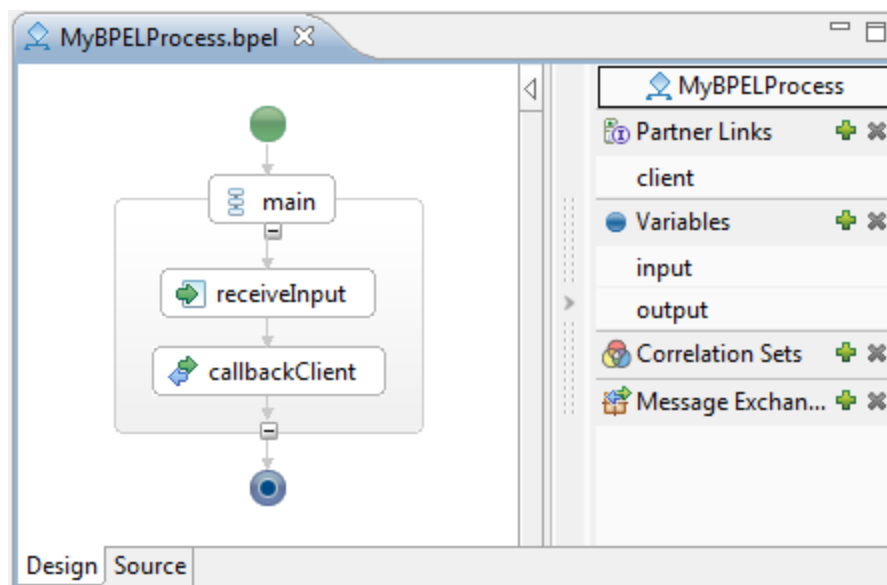 MyBPELProcess.bpel
main
receiveInput
callbackClient
Design
Source
MyBPELProcess
Partner Links
client
Variables
input
output
Correlation Sets
Message Exchan...